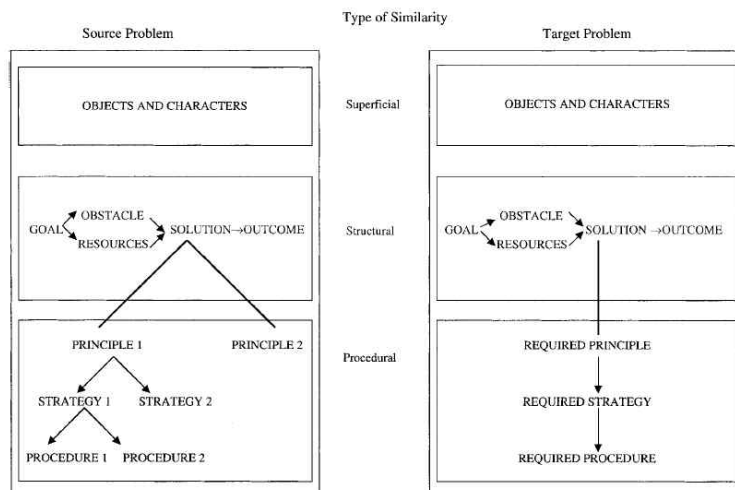 Type of Similarity
Source Problem
Target Problem
OBJECTS AND CHARACTERS
Superficial
OBJECTS AND CHARACTERS
GOAL
OBSTACLE
RESOURCES
SOLUTION→OUTCOME
Structural
GOAL
OBSTACLE
RESOURCES
SOLUTION→OUTCOME
PRINCIPLE 1
PRINCIPLE 2
STRATEGY 1
STRATEGY 2
PROCEDURE 1
PROCEDURE 2
Procedural
REQUIRED PRINCIPLE
REQUIRED STRATEGY
REQUIRED PROCEDURE